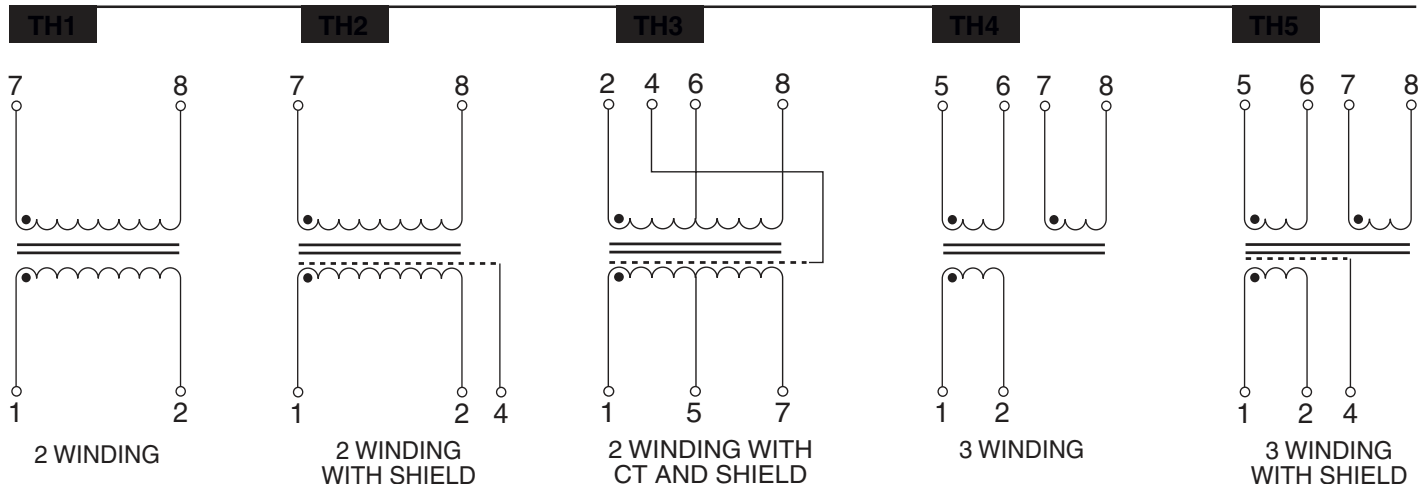 TH1 TH2 TH3 TH4 TH5
7 8 7 8 2 4 6 8 5 6 7 8 5 6 7 8
1 2 1 2 4 1 5 7 1 2 1 2 4
2 WINDING
2 WINDING
WITH SHIELD
2 WINDING WITH
CT AND SHIELD
3 WINDING
3 WINDING
WITH SHIELD